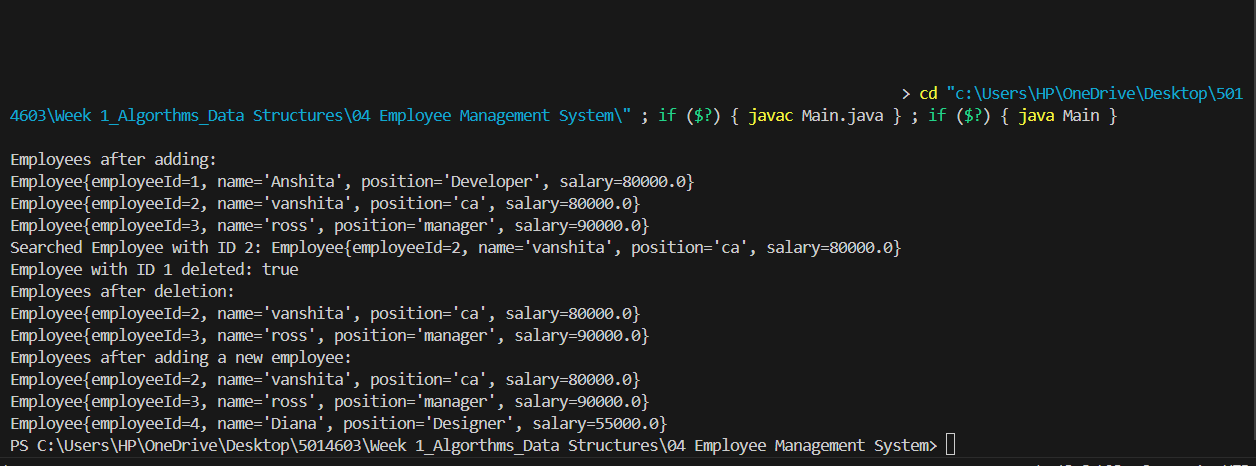 > cd "c:\Users\HP\OneDrive\Desktop\501
4603\Week 1_Algorthms_Data Structures\04 Employee Management System\" ; if ($?) { javac Main.java } ; if ($?) { java Main }
Employees after adding:
Employee{employeeId=1, name='Anshita', position='Developer', salary=80000.0}
Employee{employeeId=2, name='vanshita', position='ca', salary=80000.0}
Employee{employeeId=3, name='ross', position='manager', salary=90000.0}
Searched Employee with ID 2: Employee{employeeId=2, name='vanshita', position='ca', salary=80000.0}
Employee with ID 1 deleted: true
Employees after deletion:
Employee{employeeId=2, name='vanshita', position='ca', salary=80000.0}
Employee{employeeId=3, name='ross', position='manager', salary=90000.0}
Employees after adding a new employee:
Employee{employeeId=2, name='vanshita', position='ca', salary=80000.0}
Employee{employeeId=3, name='ross', position='manager', salary=90000.0}
Employee{employeeId=4, name='Diana', position='Designer', salary=55000.0}
PS C:\Users\HP\OneDrive\Desktop\5014603\Week 1_Algorthms_Data Structures\04 Employee Management System>